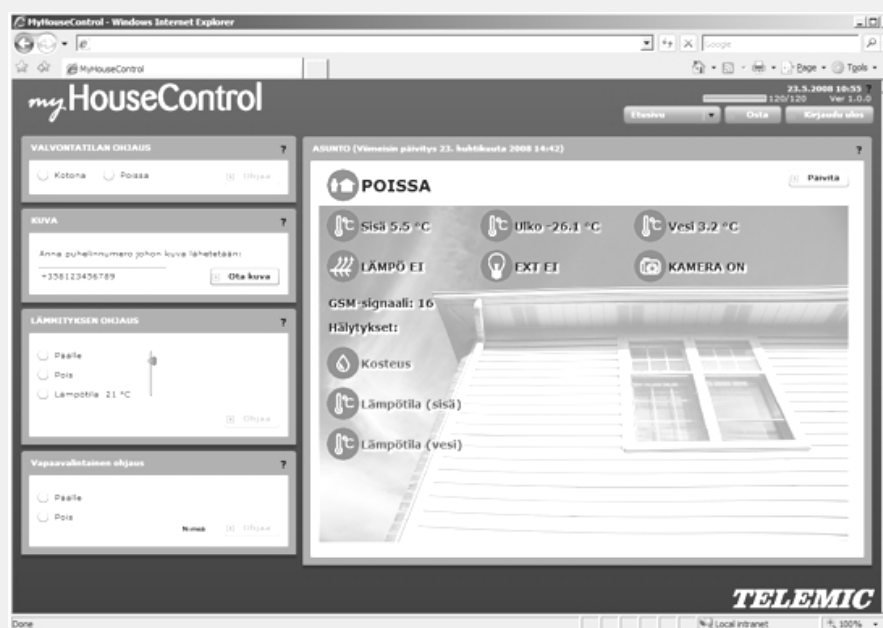 MyHouseControl - Windows Internet Explorer
Google
MyHouseControl
Page Tools
my HouseControl
23.5.2008 10:55 ?
120/120 Ver 1.0.0
Etusivu Osta Kirjaudu ulos
VALVONTATILAN OHJAUS ?
Kotona Poissa Ohjaa
KUVA ?
Anna puhelinnumero johon kuva lähetetään:
+358123456789 Ota kuva
LÄMMITYKSEN OHJAUS ?
Päälle
Pois
Lämpötila 21 °C
Ohjaa
Vapaavalintainen ohjaus ?
Päälle
Pois
Nimeä Ohjaa
ASUNTO (Viimeisin päivitys 23. huhtikuuta 2008 14:42) ?
POISSA
Päivitä
Sisä 5.5 °C Ulko -26.1 °C Vesi 3.2 °C
LÄMPÖ EI EXT EI KAMERA ON
GSM-signaali: 16
Hälytykset:
Kosteus
Lämpötila (sisä)
Lämpötila (vesi)
TELEMIC
Done Local intranet 100%